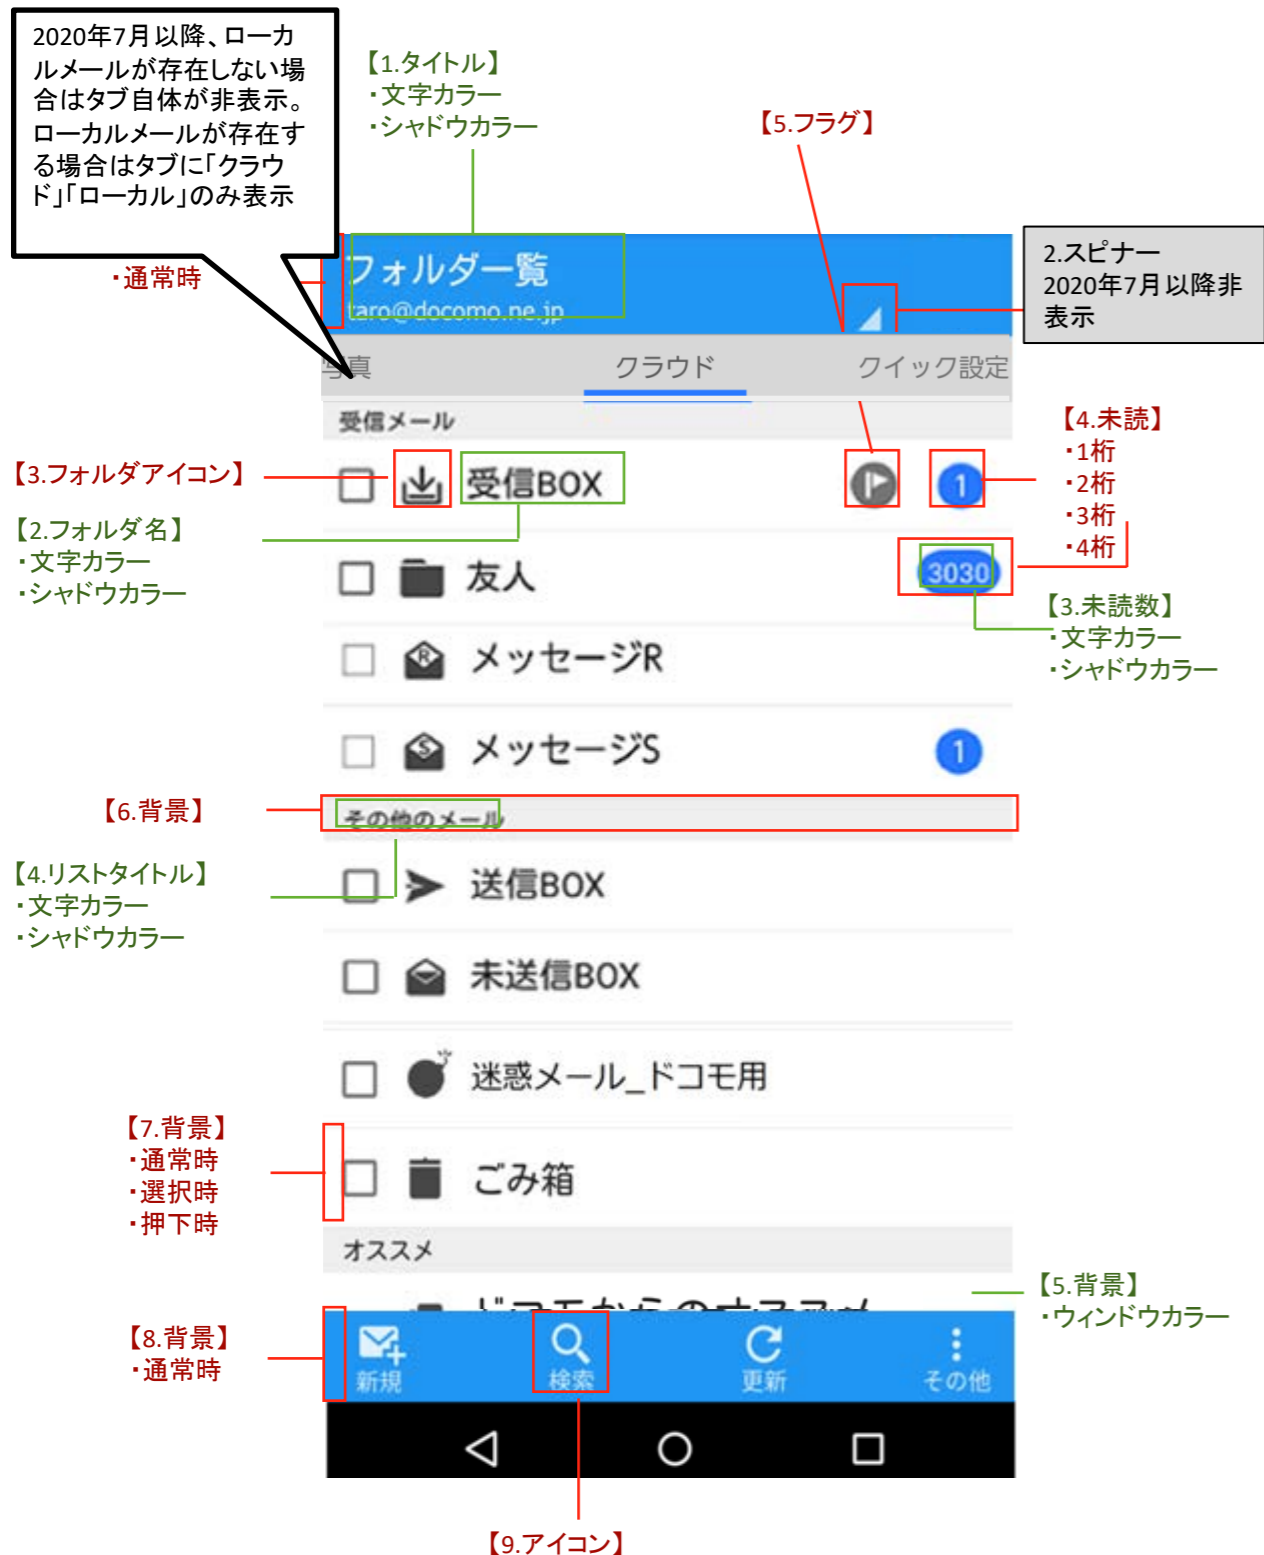 2020年7月以降、ローカ
ルメールが存在しない場
合はタブ自体が非表示。
ローカルメールが存在す
る場合はタブに「クラウ
ド」「ローカル」のみ表示
【1.タイトル】
・文字カラー
・シャドウカラー
【5.フラグ】
・通常時
フォルダ一覧
taro@docomo.ne.jp
2.スピナー
2020年7月以降非
表示
写真
クラウド
クイック設定
受信メール
【3.フォルダアイコン】
受信BOX
1
【4.未読】
・1桁
・2桁
・3桁
・4桁
【2.フォルダ名】
・文字カラー
・シャドウカラー
友人
3030
【3.未読数】
・文字カラー
・シャドウカラー
R
メッセージR
S
メッセージS
1
【6.背景】
その他のメール
【4.リストタイトル】
・文字カラー
・シャドウカラー
送信BOX
未送信BOX
迷惑メール_ドコモ用
【7.背景】
・通常時
・選択時
・押下時
ごみ箱
オススメ
【5.背景】
・ウィンドウカラー
ドコモからのオススメ
【8.背景】
・通常時
新規
検索
更新
その他
【9.アイコン】